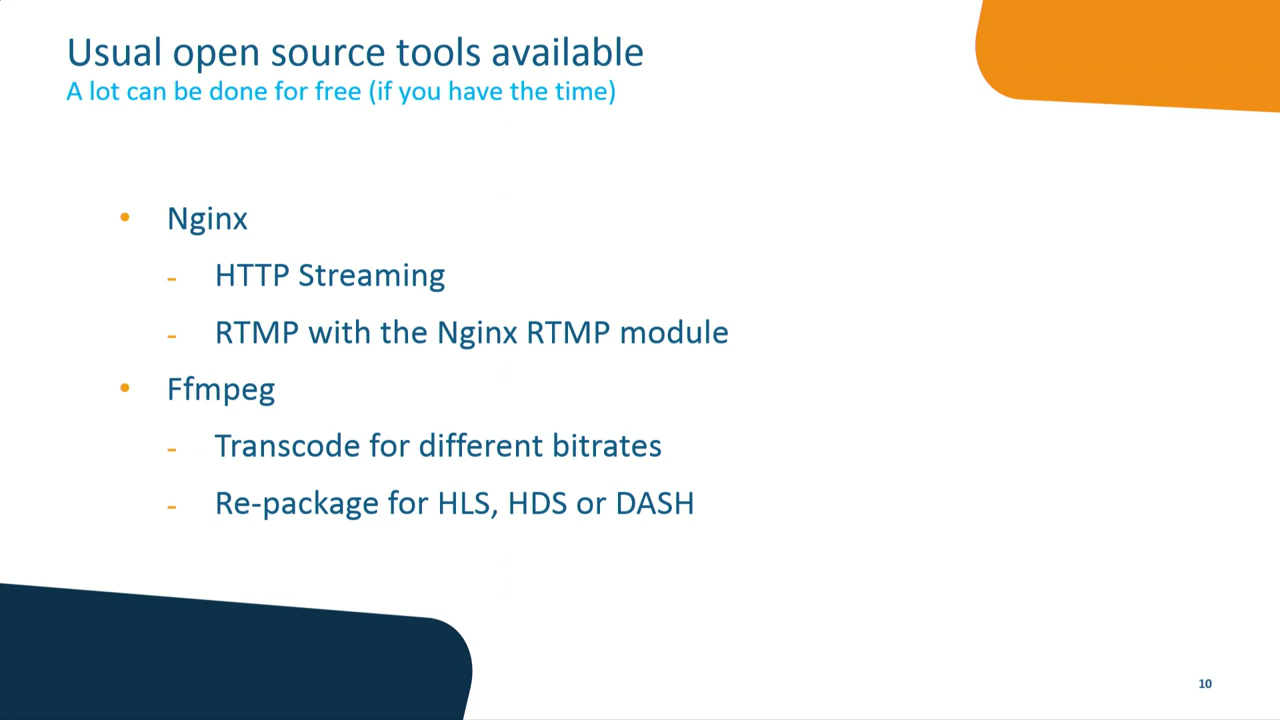 Usual open source tools available
A lot can be done for free (if you have the time)
• Nginx
- HTTP Streaming
- RTMP with the Nginx RTMP module
• Ffmpeg
- Transcode for different bitrates
- Re-package for HLS, HDS or DASH
10